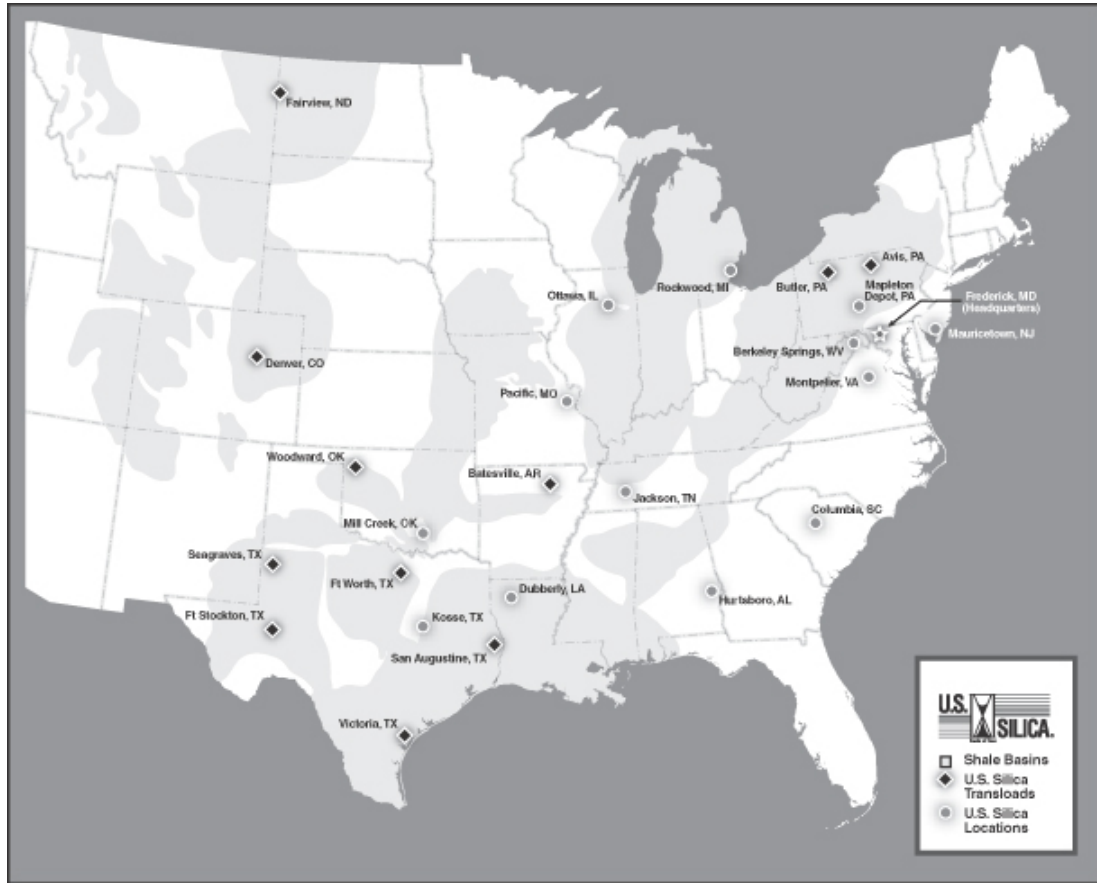 Fairview, ND
Avis, PA
Butler, PA
Rockwood, MI
Mapleton
Depot, PA
Ottawa, IL
Frederick, MD
(Headquarters)
Mauricetown, NJ
Berkeley Springs, WV
Denver, CO
Montpelier, VA
Pacific, MO
Woodward, OK
Batesville, AR
Jackson, TN
Columbia, SC
Mill Creek, OK
Seagraves, TX
Ft Worth, TX
Dubberly, LA
Hurtsboro, AL
Ft Stockton, TX
Kosse, TX
San Augustine, TX
Victoria, TX
U.S.
SILICA.
Shale Basins
U.S. Silica
Transloads
U.S. Silica
Locations